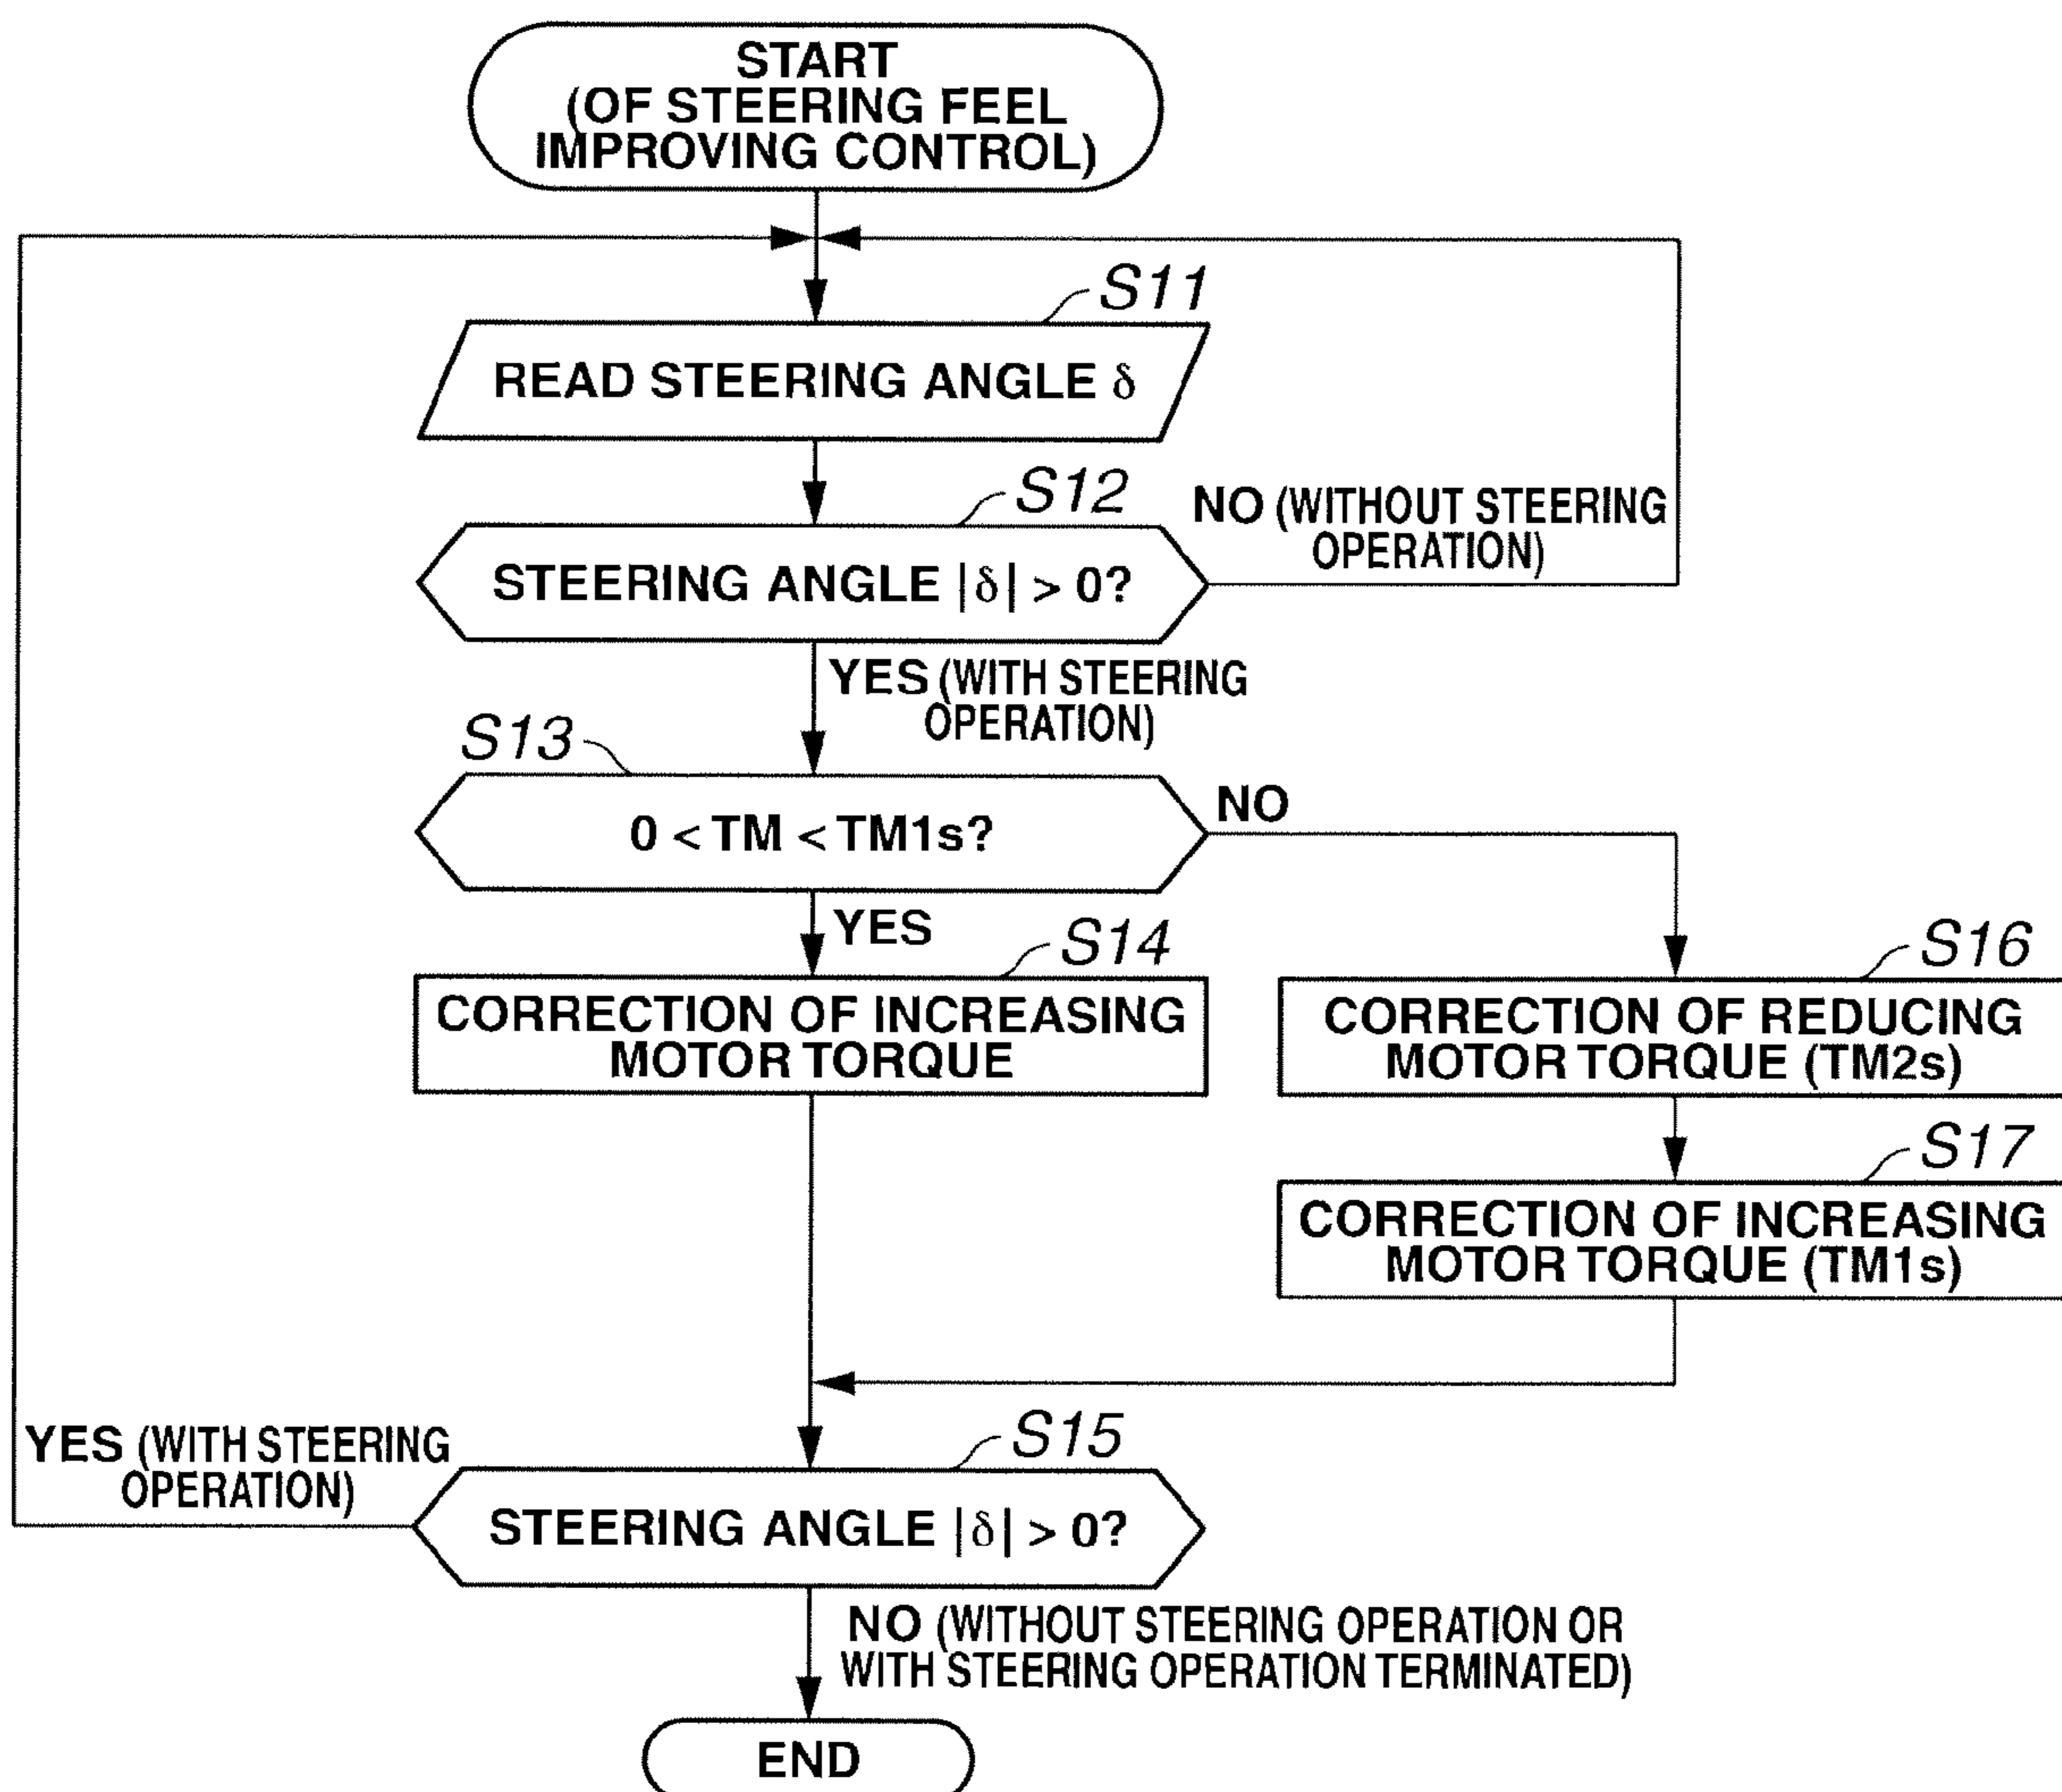 START
(OF STEERING FEEL
IMPROVING CONTROL)
S11
READ STEERING ANGLE δ
S12
NO (WITHOUT STEERING
OPERATION)
STEERING ANGLE |δ| > 0?
YES (WITH STEERING
OPERATION)
S13
NO
0 < TM < TM1s?
YES
S14
S16
CORRECTION OF INCREASING
MOTOR TORQUE
CORRECTION OF REDUCING
MOTOR TORQUE (TM2s)
S17
CORRECTION OF INCREASING
MOTOR TORQUE (TM1s)
S15
YES (WITH STEERING
OPERATION)
STEERING ANGLE |δ| > 0?
NO (WITHOUT STEERING OPERATION OR
WITH STEERING OPERATION TERMINATED)
END